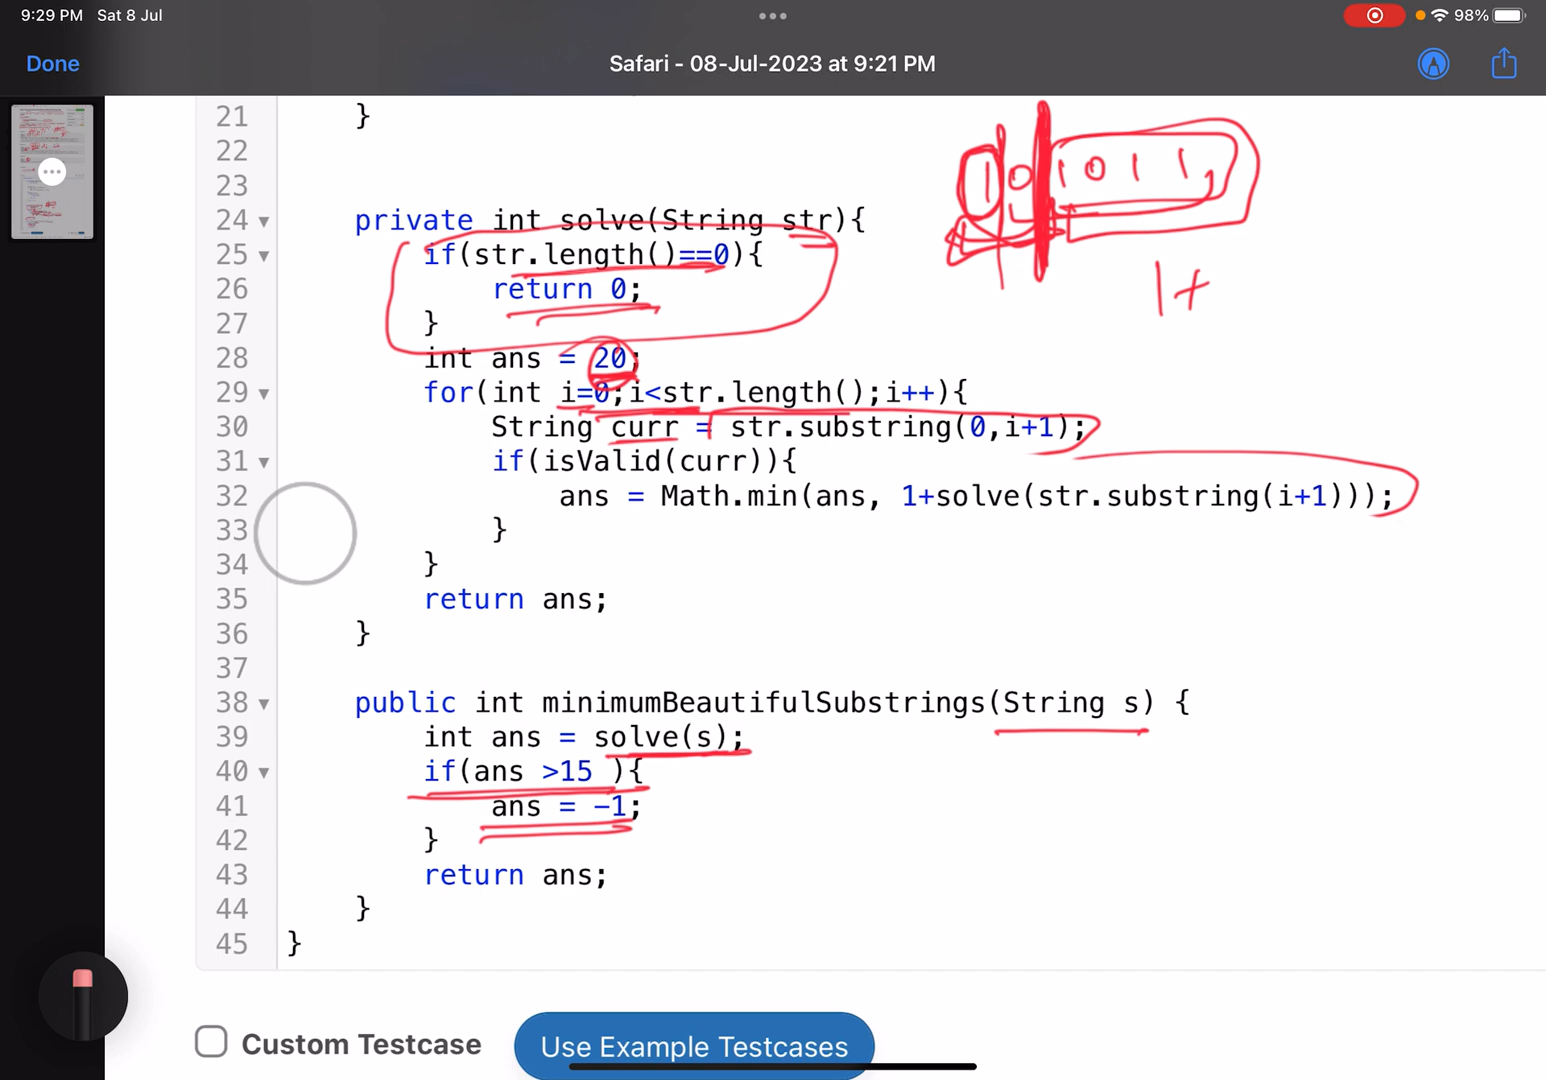 9:29 PM Sat 8 Jul
98%
Done
Safari - 08-Jul-2023 at 9:21 PM
21 }
22
23
24 private int solve(String str){
25 if(str.length()==0){
26 return 0;
27 }
28 int ans = 20;
29 for(int i=0;i<str.length();i++){
30 String curr = str.substring(0,i+1);
31 if(isValid(curr)){
32 ans = Math.min(ans, 1+solve(str.substring(i+1)));
33 }
34 }
35 return ans;
36 }
37
38 public int minimumBeautifulSubstrings(String s) {
39 int ans = solve(s);
40 if(ans >15 ){
41 ans = -1;
42 }
43 return ans;
44 }
45 }
1 0 1 0 1 1
1+
Custom Testcase
Use Example Testcases